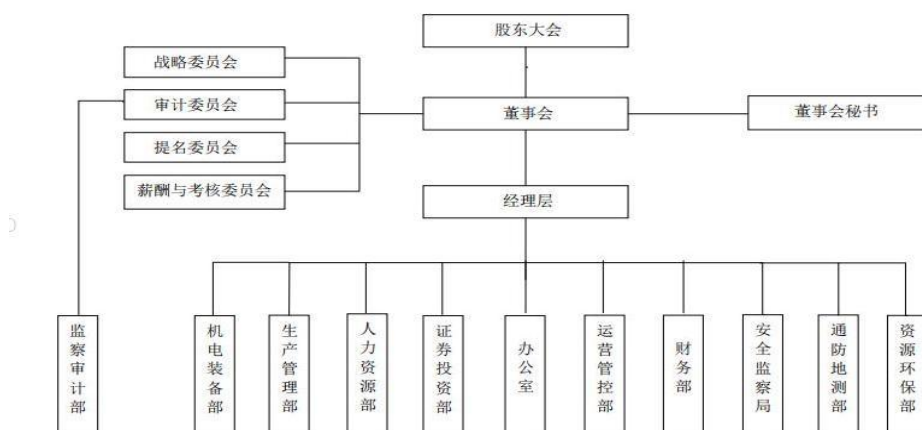 股东大会
战略委员会
审计委员会
董事会
董事会秘书
提名委员会
薪酬与考核委员会
经理层
监察审计部
机电装备部
生产管理部
人力资源部
证券投资部
办公室
运营管控部
财务部
安全监察局
通防地测部
资源环保部